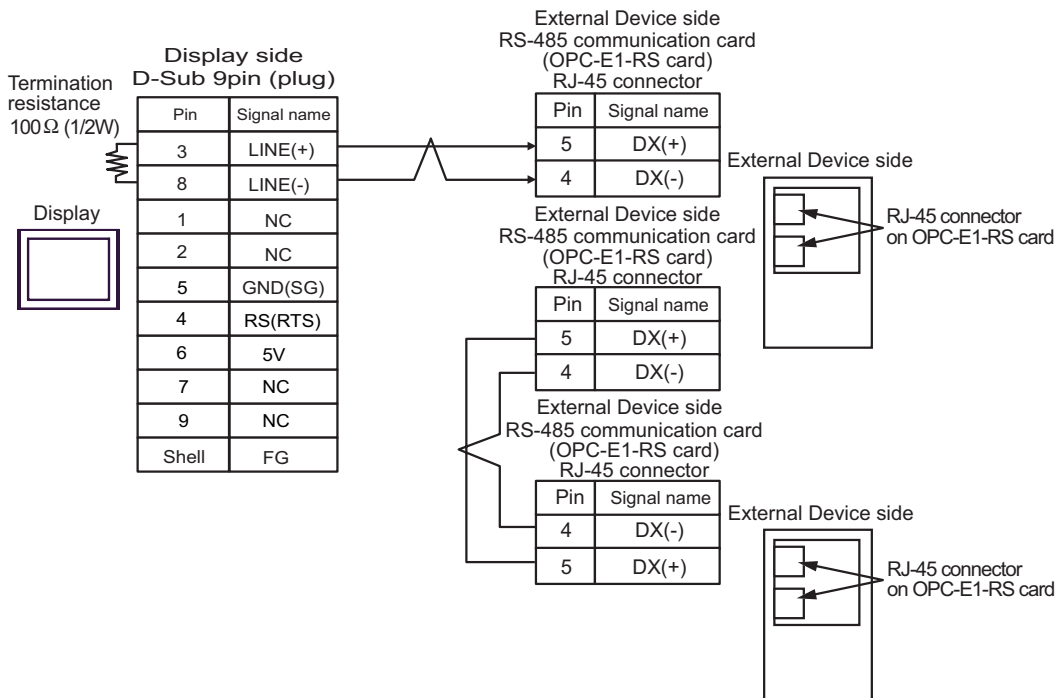 Termination
resistance
100Ω (1/2W)
Display
Display side
D-Sub 9pin (plug)
Pin Signal name
3 LINE(+)
8 LINE(-)
1 NC
2 NC
5 GND(SG)
4 RS(RTS)
6 5V
7 NC
9 NC
Shell FG
External Device side
RS-485 communication card
(OPC-E1-RS card)
RJ-45 connector
Pin Signal name
5 DX(+)
4 DX(-)
External Device side
RJ-45 connector
on OPC-E1-RS card
External Device side
RS-485 communication card
(OPC-E1-RS card)
RJ-45 connector
Pin Signal name
5 DX(+)
4 DX(-)
External Device side
RS-485 communication card
(OPC-E1-RS card)
RJ-45 connector
Pin Signal name
4 DX(-)
5 DX(+)
External Device side
RJ-45 connector
on OPC-E1-RS card